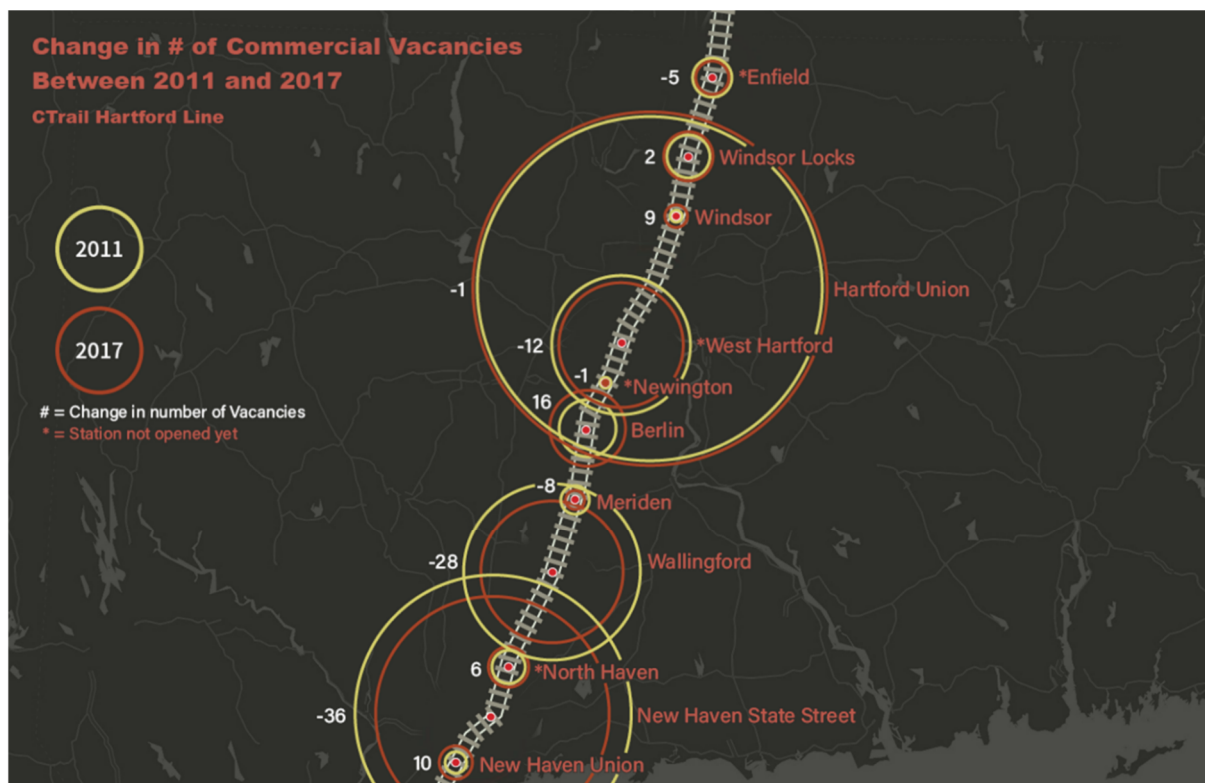 Change in # of Commercial Vacancies
Between 2011 and 2017
CTrail Hartford Line
2011
2017
# = Change in number of Vacancies
* = Station not opened yet
-5 *Enfield
2 Windsor Locks
9 Windsor
-1 Hartford Union
-12 *West Hartford
-1 *Newington
16 Berlin
-8 Meriden
-28 Wallingford
6 *North Haven
-36 New Haven State Street
10 New Haven Union